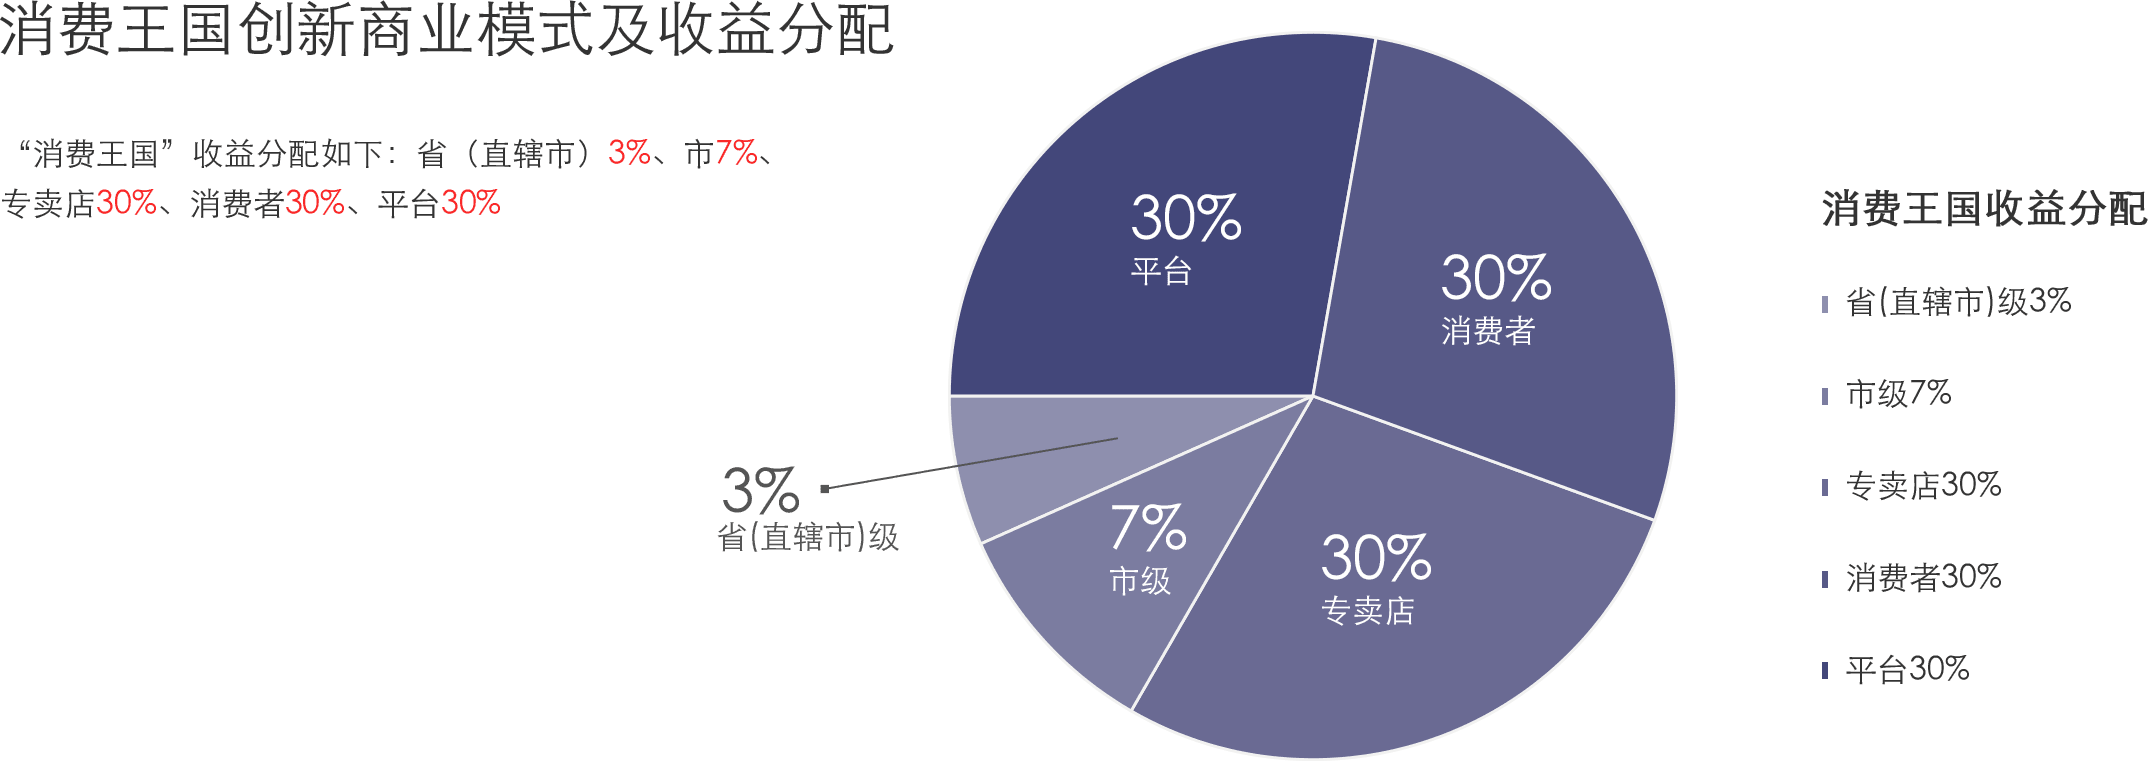 消费王国创新商业模式及收益分配
“消费王国”收益分配如下：省（直辖市）3%、市7%、
专卖店30%、消费者30%、平台30%
30%
平台
30%
消费者
3%
省(直辖市)级
7%
市级
30%
专卖店
消费王国收益分配
省(直辖市)级3%
市级7%
专卖店30%
消费者30%
平台30%